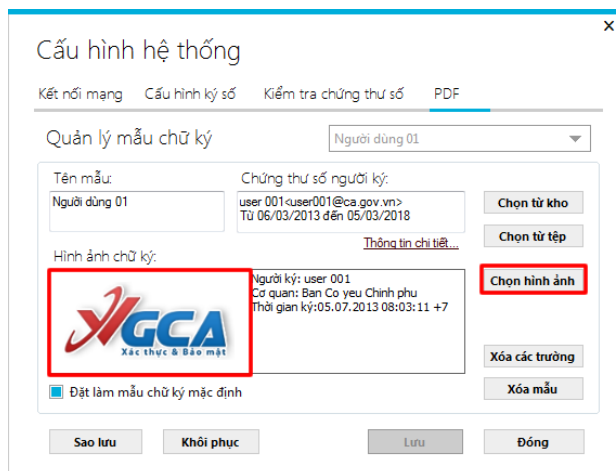 x
Cấu hình hệ thống
Kết nối mạng Cấu hình ký số Kiểm tra chứng thư số PDF
Quản lý mẫu chữ ký Người dùng 01
Tên mẫu: Chứng thư số người ký:
Người dùng 01
user 001<user001@ca.gov.vn>
Từ 06/03/2013 đến 05/03/2018
Chọn từ kho
Thông tin chi tiết...
Chọn từ tệp
Hình ảnh chữ ký:
Chọn hình ảnh
GCA
Xác thực & Bảo mật
Người ký: user 001
Cơ quan: Ban Co yeu Chinh phu
Thời gian ký:05.07.2013 08:03:11 +7
Xóa các trường
Đặt làm mẫu chữ ký mặc định
Xóa mẫu
Sao lưu Khôi phục Lưu Đóng